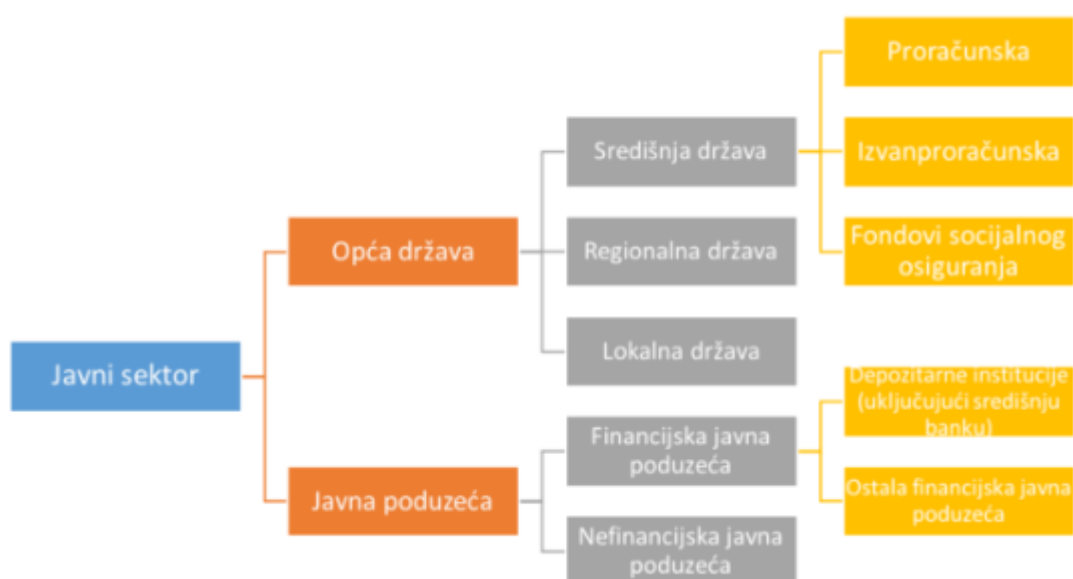 Javni sektor
Opća država
Javna poduzeća
Središnja država
Regionalna država
Lokalna država
Financijska javna
poduzeća
Nefinancijska javna
poduzeća
Proračunska
Izvanproračunska
Fondovi socijalnog
osiguranja
Depozitarne institucije
(uključujući središnju
banku)
Ostala financijska javna
poduzeća